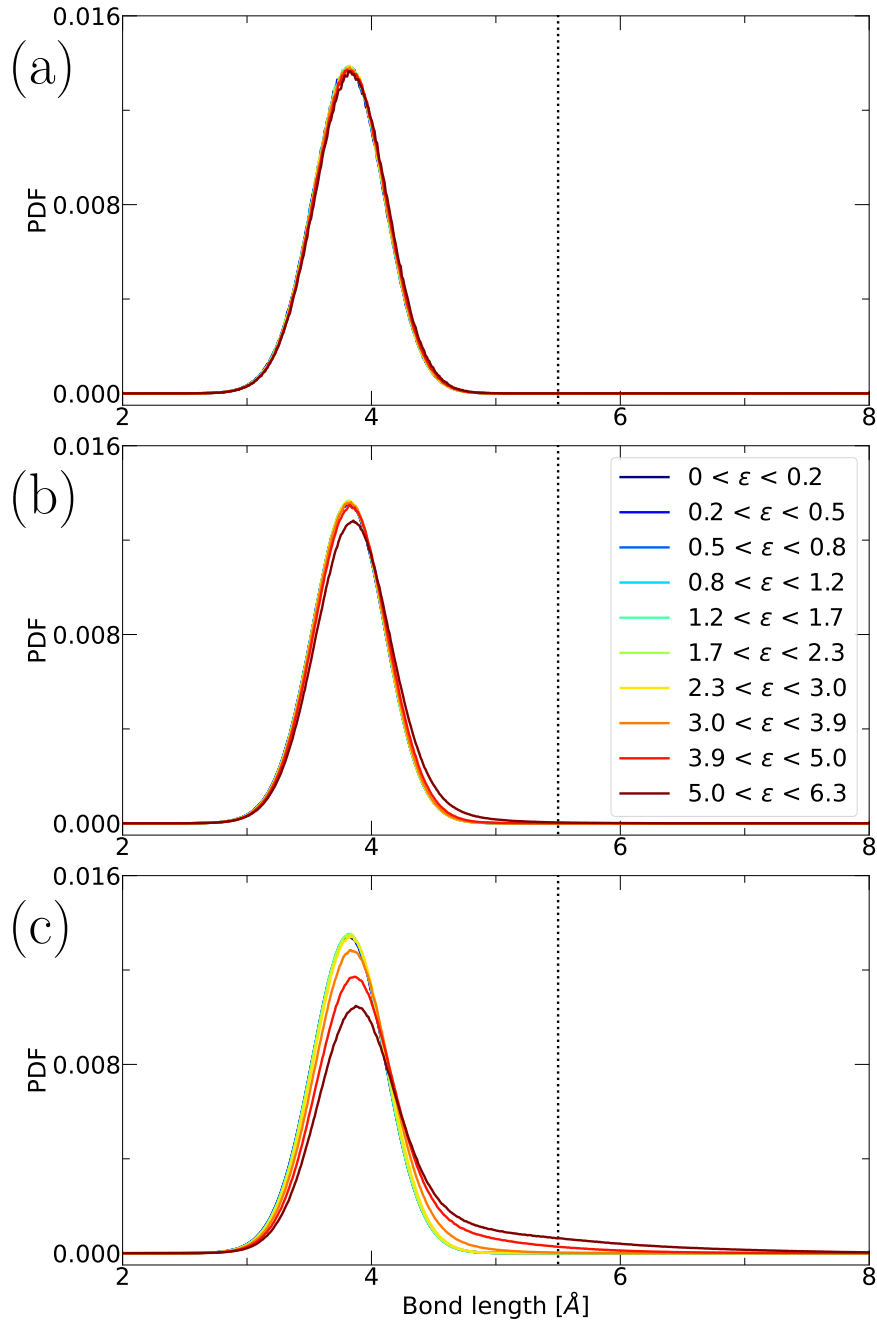 (a)
0.016
PDF
0.008
0.000
2 4 6 8
(b)
0.016
PDF
0.008
0.000
2 4 6 8
0 < ε < 0.2
0.2 < ε < 0.5
0.5 < ε < 0.8
0.8 < ε < 1.2
1.2 < ε < 1.7
1.7 < ε < 2.3
2.3 < ε < 3.0
3.0 < ε < 3.9
3.9 < ε < 5.0
5.0 < ε < 6.3
(c)
0.016
PDF
0.008
0.000
2 4 6 8
Bond length [Å]